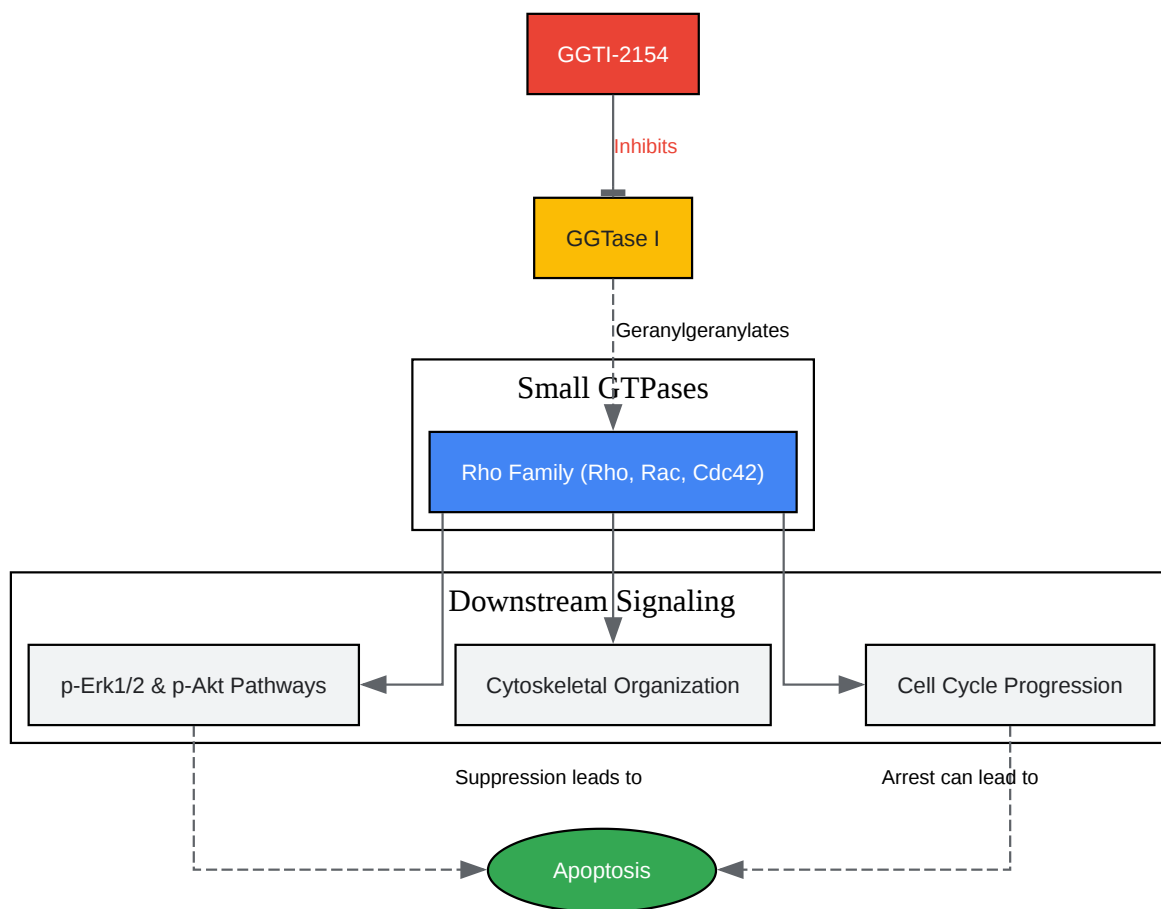 GGTI-2154
Inhibits
GGTase I
Geranylgeranylates
Small GTPases
Rho Family (Rho, Rac, Cdc42)
Downstream Signaling
p-Erk1/2 & p-Akt Pathways
Cytoskeletal Organization
Cell Cycle Progression
Suppression leads to
Arrest can lead to
Apoptosis